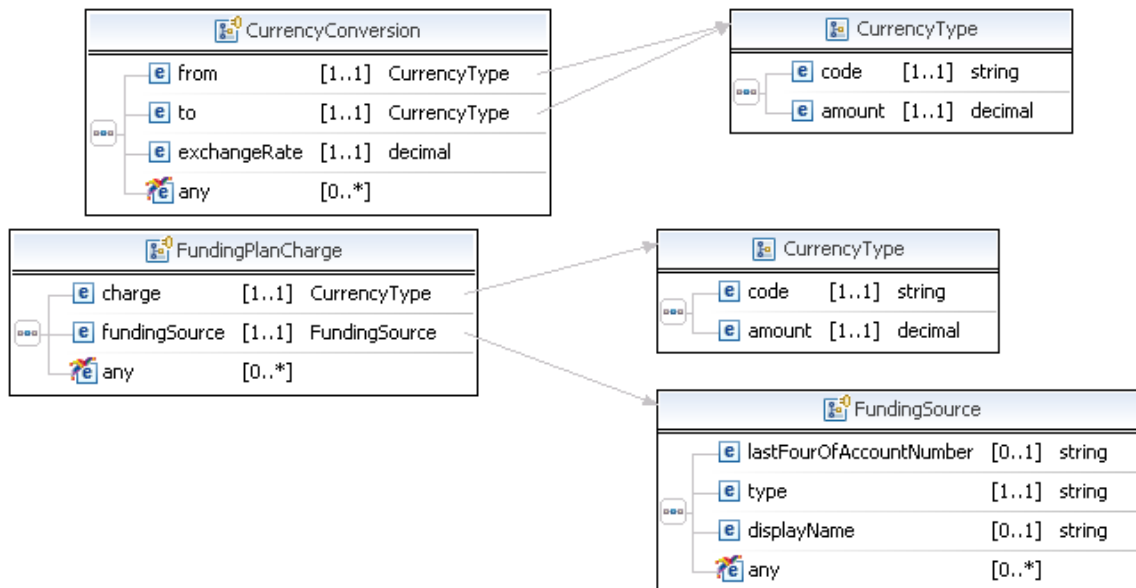 CurrencyConversion
from [1..1] CurrencyType
to [1..1] CurrencyType
exchangeRate [1..1] decimal
any [0..*]
CurrencyType
code [1..1] string
amount [1..1] decimal
FundingPlanCharge
charge [1..1] CurrencyType
fundingSource [1..1] FundingSource
any [0..*]
CurrencyType
code [1..1] string
amount [1..1] decimal
FundingSource
lastFourOfAccountNumber [0..1] string
type [1..1] string
displayName [0..1] string
any [0..*]